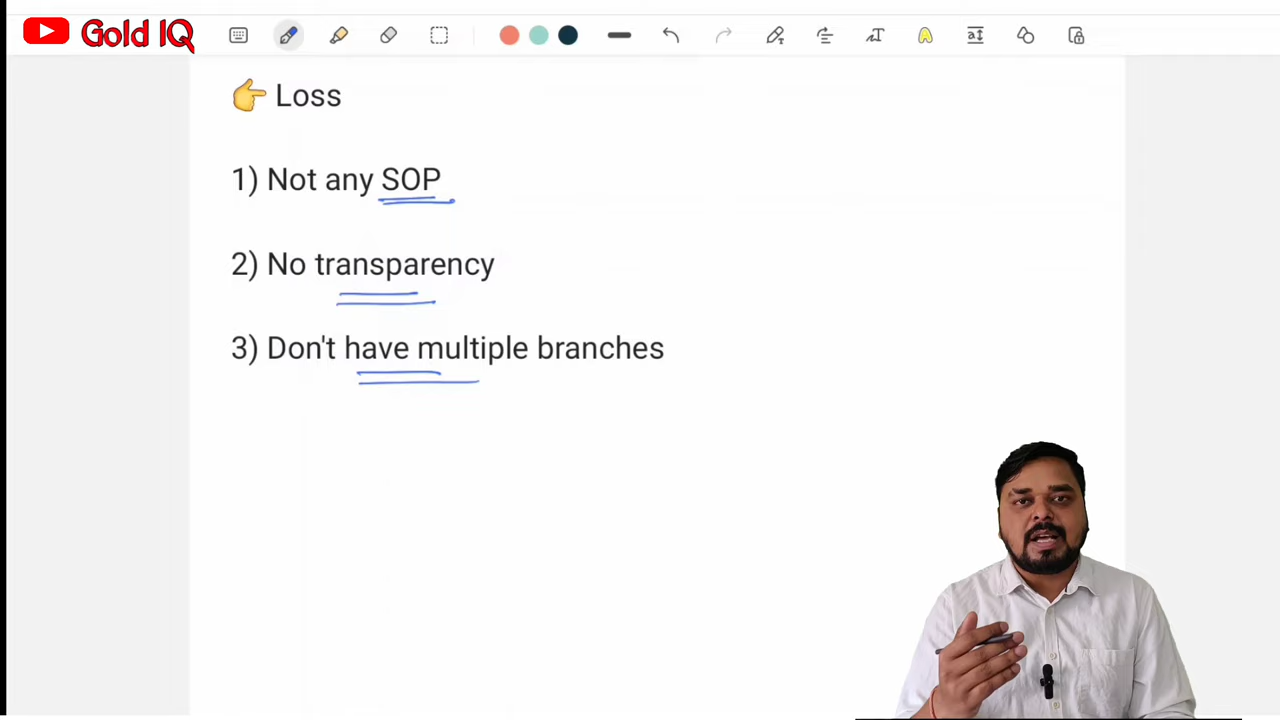 Gold IQ
👉 Loss
1) Not any SOP
2) No transparency
3) Don't have multiple branches